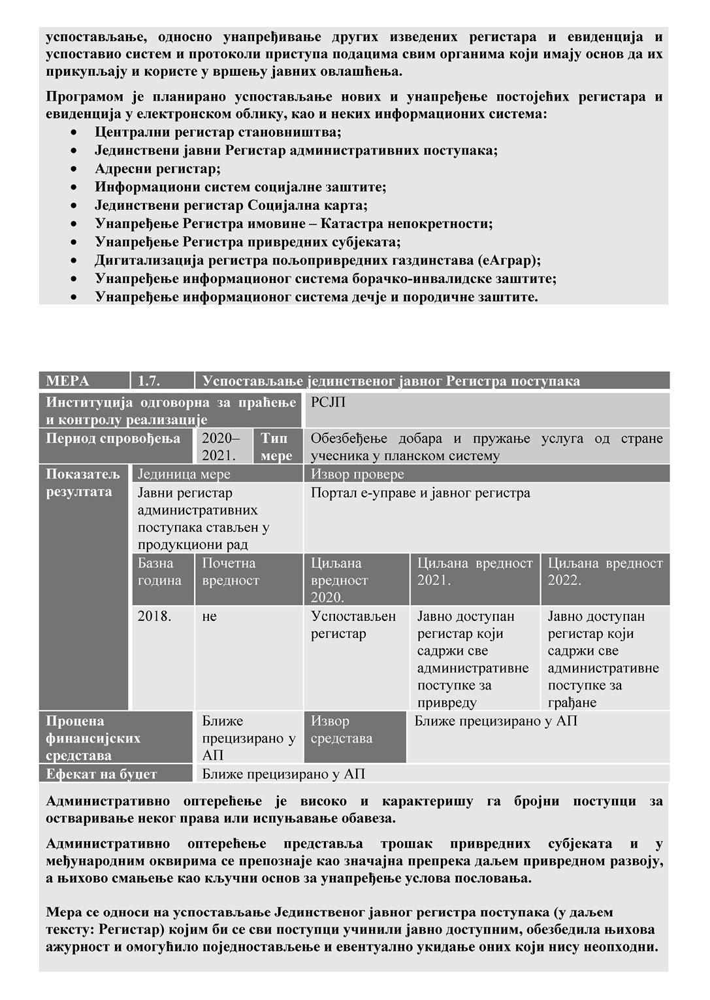 успостављање, односно унапређивање других изведених регистара и евиденција и
успоставио систем и протоколи приступа подацима свим органима који имају основ да их
прикупљају и користе у вршењу јавних овлашћења.
Програмом је планирано успостављање нових и унапређење постојећих регистара и
евиденција у електронском облику, као и неких информационих система:
• Централни регистар становништва;
• Јединствени јавни Регистар административних поступака;
• Адресни регистар;
• Информациони систем социјалне заштите;
• Јединствени регистар Социјална карта;
• Унапређење Регистра имовине – Катастра непокретности;
• Унапређење Регистра привредних субјеката;
• Дигитализација регистра пољопривредних газдинстава (еАграр);
• Унапређење информационог система борачко-инвалидске заштите;
• Унапређење информационог система дечје и породичне заштите.
МЕРА 1.7. Успостављање јединственог јавног Регистра поступака
Институција одговорна за праћење
и контролу реализације
РСЈП
Период спровођења
2020–
2021.
Тип
мере
Обезбеђење добара и пружање услуга од стране
учесника у планском систему
Показатељ
резултата
Јединица мере
Извор провере
Јавни регистар
административних
поступака стављен у
продукциони рад
Портал е-управе и јавног регистра
Базна
година
Почетна
вредност
Циљана
вредност
2020.
Циљана вредност
2021.
Циљана вредност
2022.
2018.
не
Успостављен
регистар
Јавно доступан
регистар који
садржи све
административне
поступке за
привреду
Јавно доступан
регистар који
садржи све
административне
поступке за
грађане
Процена
финансијских
средстава
Ближе
прецизирано у
АП
Извор
средстава
Ближе прецизирано у АП
Ефекат на буџет
Ближе прецизирано у АП
Административно оптерећење је високо и карактеришу га бројни поступци за
остваривање неког права или испуњавање обавеза.
Административно оптерећење представља трошак привредних субјеката и у
међународним оквирима се препознаје као значајна препрека даљем привредном развоју,
а њихово смањење као кључни основ за унапређење услова пословања.
Мера се односи на успостављање Јединственог јавног регистра поступака (у даљем
тексту: Регистар) којим би се сви поступци учинили јавно доступним, обезбедила њихова
ажурност и омогућило поједностављење и евентуално укидање оних који нису неопходни.